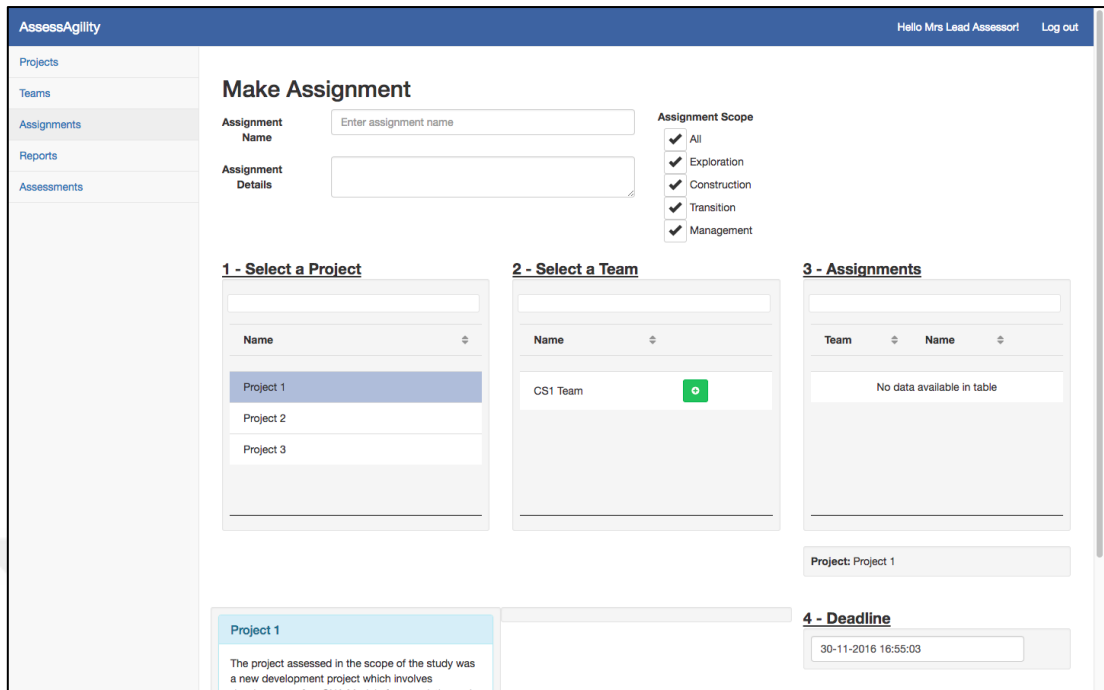 AssessAgility
Hello Mrs Lead Assessor!
Log out
Projects
Teams
Assignments
Reports
Assessments
Make Assignment
Assignment
Name
Enter assignment name
Assignment
Details
Assignment Scope
All
Exploration
Construction
Transition
Management
1 - Select a Project
Name
Project 1
Project 2
Project 3
2 - Select a Team
Name
CS1 Team
3 - Assignments
Team Name
No data available in table
Project: Project 1
Project 1
The project assessed in the scope of the study was
a new development project which involves
4 - Deadline
30-11-2016 16:55:03